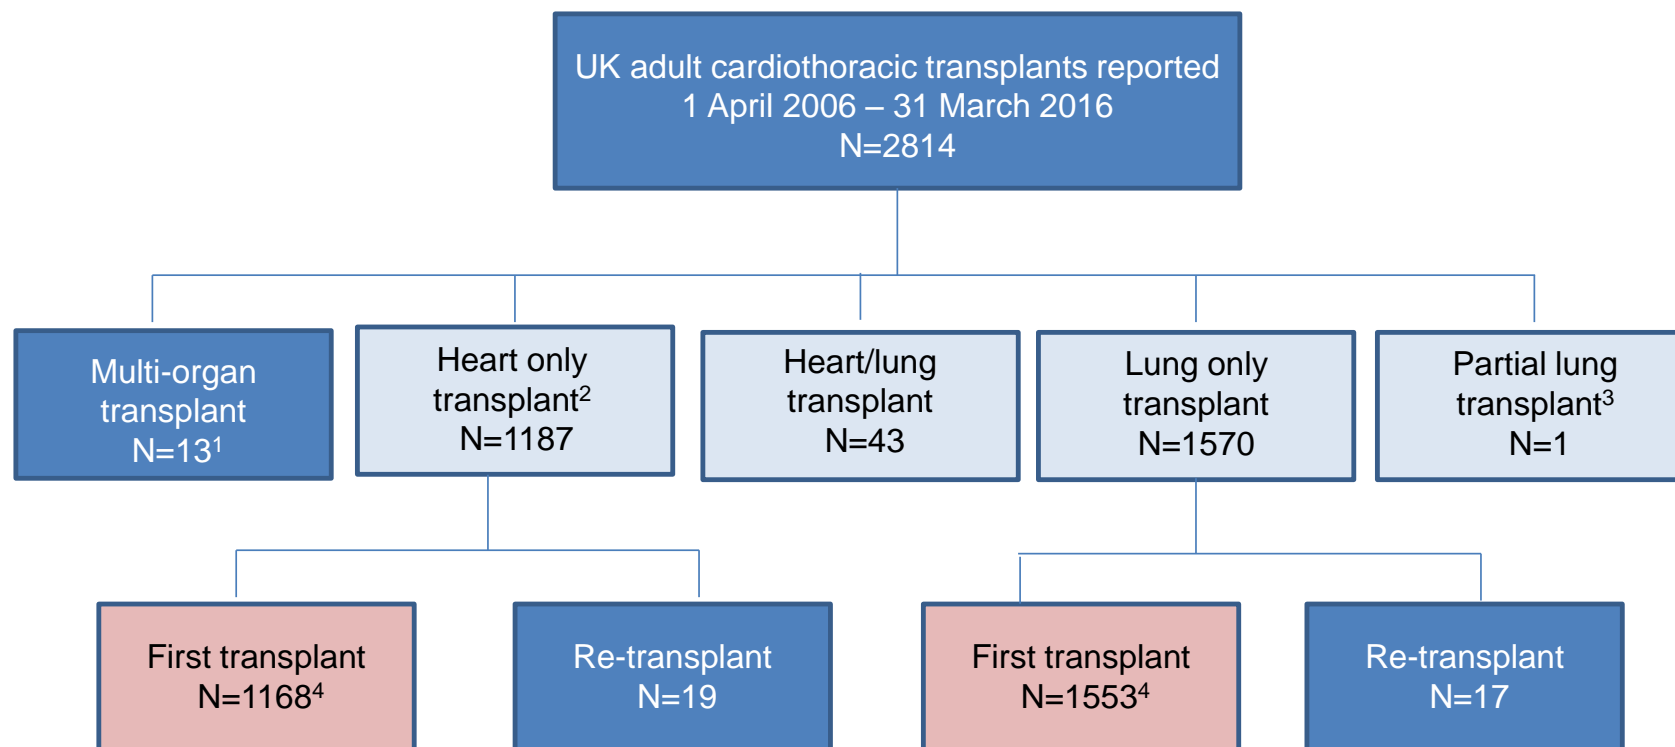 UK adult cardiothoracic transplants reported
1 April 2006 – 31 March 2016
N=2814
Multi-organ
transplant
N=13¹
Heart only
transplant²
N=1187
Heart/lung
transplant
N=43
Lung only
transplant
N=1570
Partial lung
transplant³
N=1
First transplant
N=1168⁴
Re-transplant
N=19
First transplant
N=1553⁴
Re-transplant
N=17